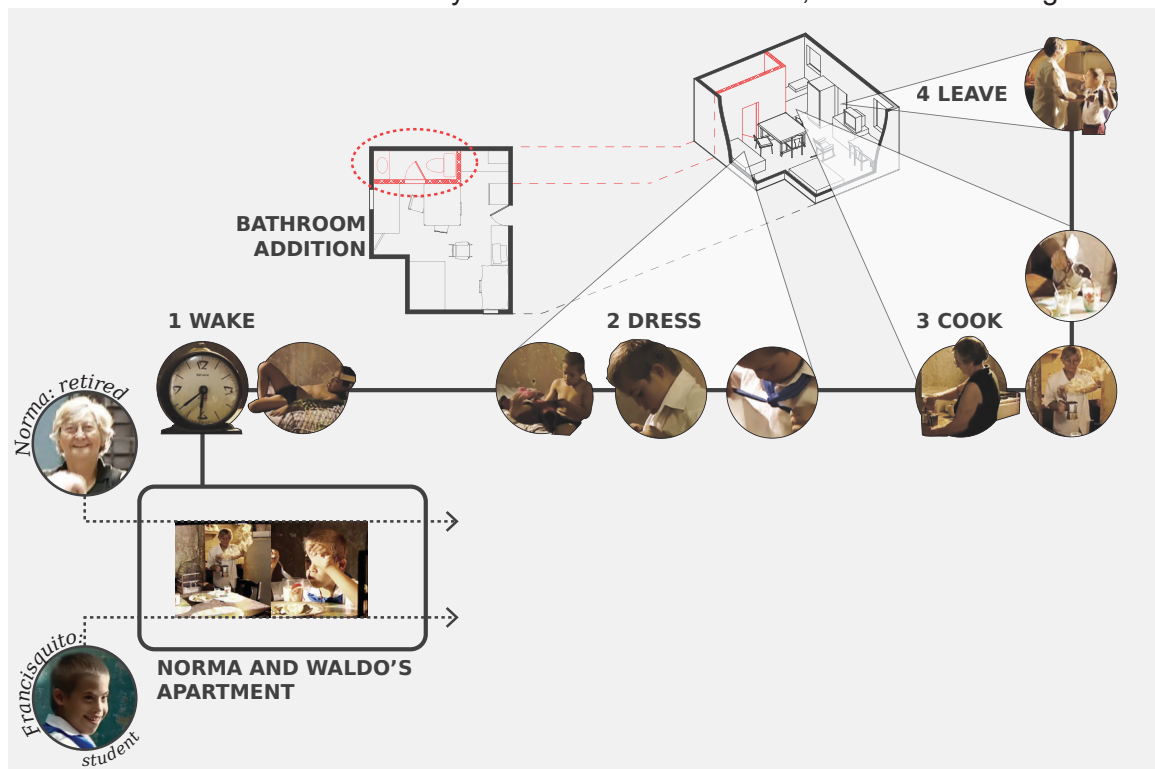 4 LEAVE
BATHROOM
ADDITION
1 WAKE
2 DRESS
3 COOK
Norma: retired
NORMA AND WALDO’S
APARTMENT
Francisquito:
student